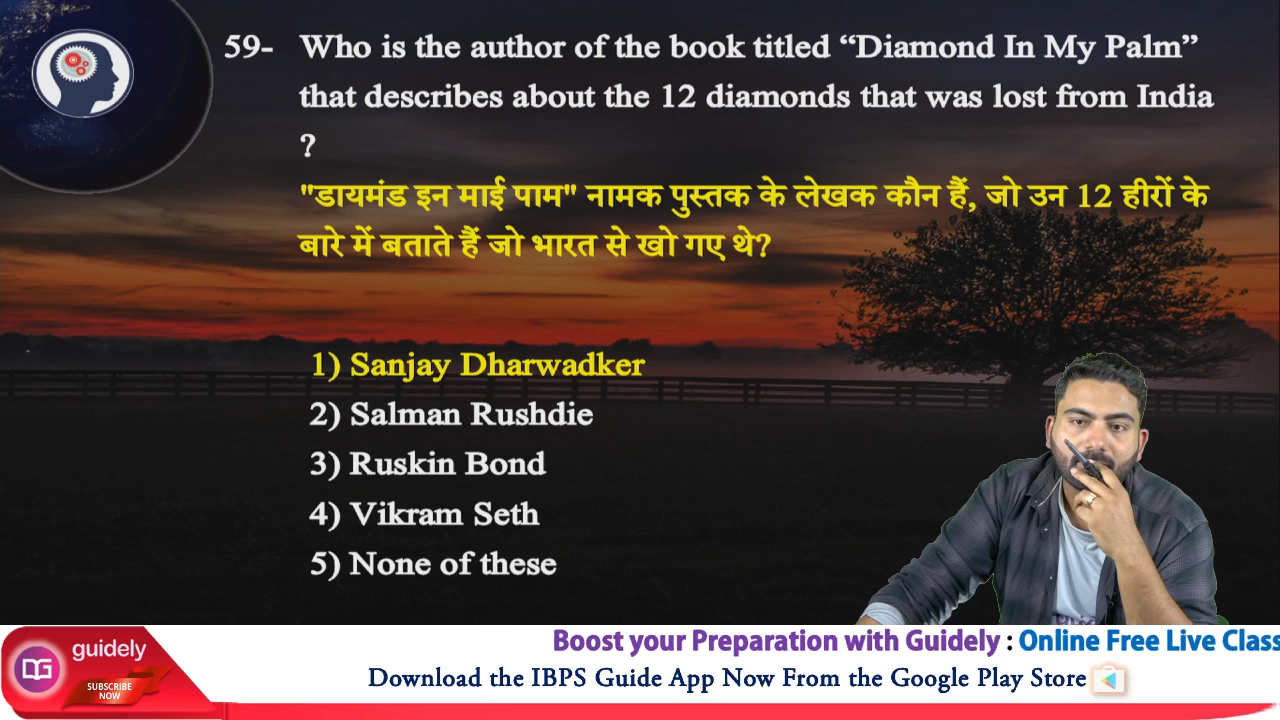 59- Who is the author of the book titled “Diamond In My Palm”
that describes about the 12 diamonds that was lost from India
?
"डायमंड इन माई पाम" नामक पुस्तक के लेखक कौन हैं, जो उन 12 हीरों के
बारे में बताते हैं जो भारत से खो गए थे?
1) Sanjay Dharwadker
2) Salman Rushdie
3) Ruskin Bond
4) Vikram Seth
5) None of these
guidely
SUBSCRIBE
NOW
Boost your Preparation with Guidely : Online Free Live Class
Download the IBPS Guide App Now From the Google Play Store